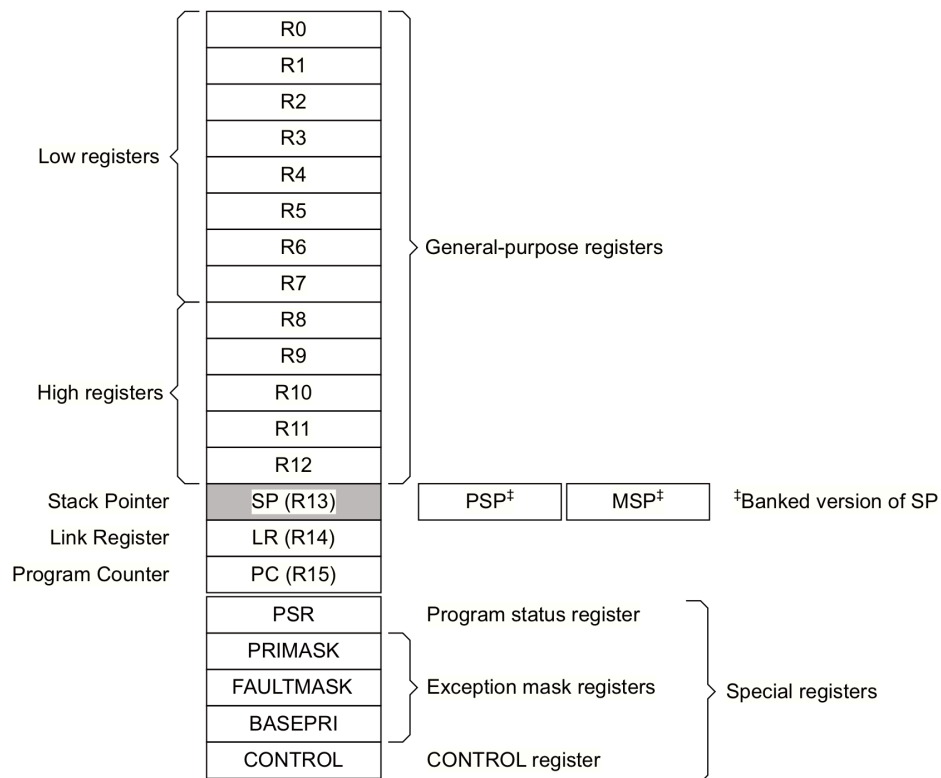 R0
R1
R2
R3
Low registers
R4
R5
R6
General-purpose registers
R7
R8
R9
High registers
R10
R11
R12
Stack Pointer SP (R13) PSP‡ MSP‡ ‡Banked version of SP
Link Register LR (R14)
Program Counter PC (R15)
PSR Program status register
PRIMASK
FAULTMASK Exception mask registers Special registers
BASEPRI
CONTROL CONTROL register